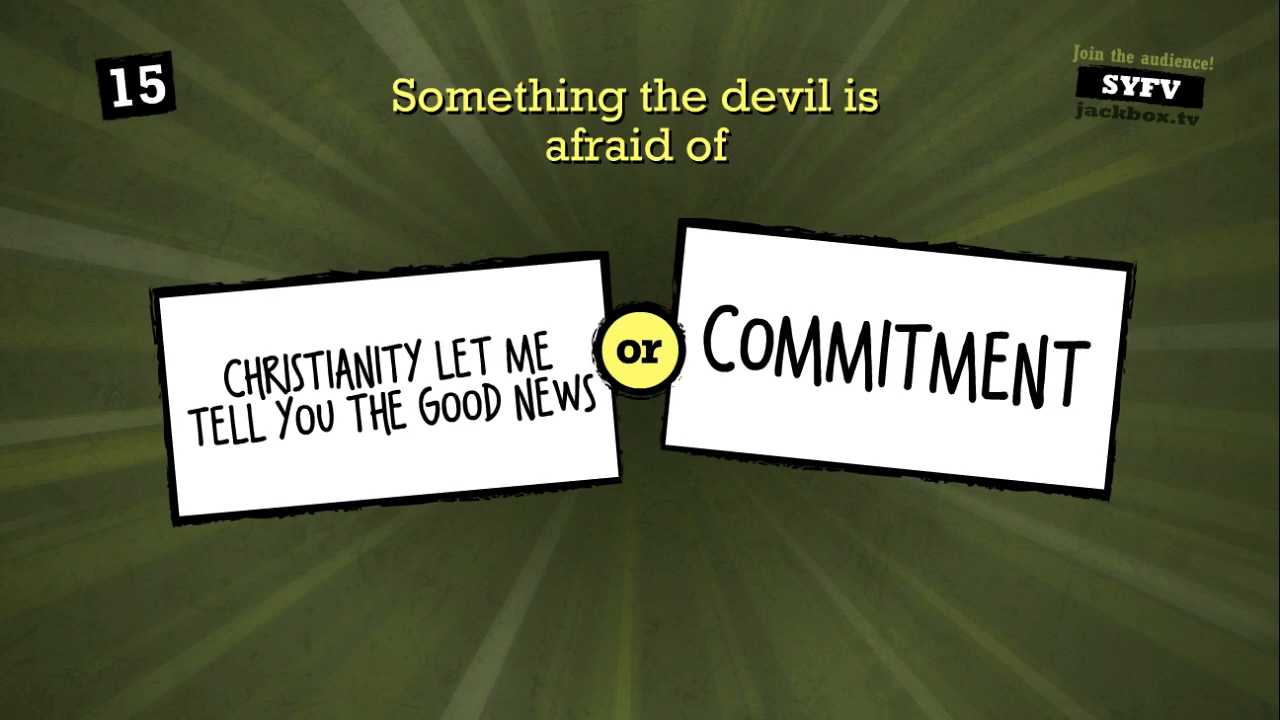 15
Something the devil is
afraid of
Join the audience!
SYFV
jackbox.tv
CHRISTIANITY LET ME
TELL YOU THE GOOD NEWS
or
COMMITMENT